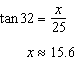 tan 32 = x/25
x ≈ 15.6